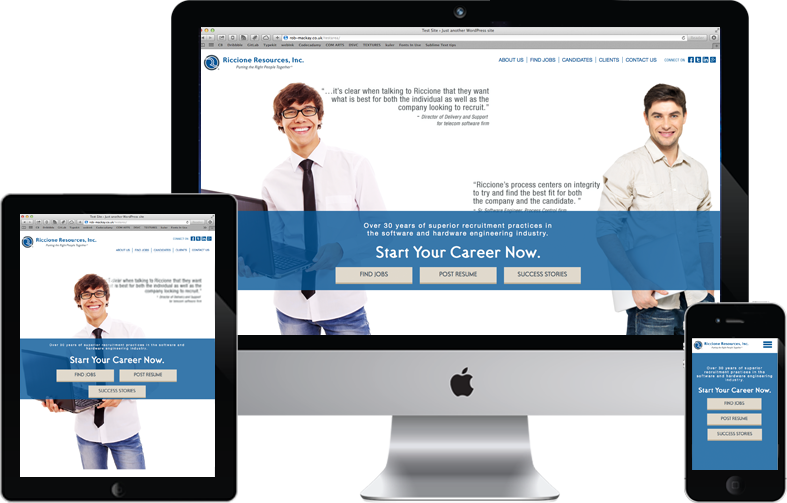 Test Site | Just another WordPress site
rob-mackay.co.uk
Riccione Resources, Inc.
Putting the Right People Together
ABOUT US | FIND JOBS | CANDIDATES | CLIENTS | CONTACT US
CONNECT ON
“…it's clear when talking to Riccione that they want
what is best for both the individual as well as the
company looking to recruit.”
~ Director of Delivery and Support
for telecom software firm
“Riccione's process centers on integrity
to try and find the best fit for both
the company and the candidate. ”
~ Sr. Software Engineer, Process Control firm
Over 30 years of superior recruitment practices in
the software and hardware engineering industry.
Start Your Career Now.
FIND JOBS
POST RESUME
SUCCESS STORIES
Test Site | Just another WordPress site
Riccione Resources, Inc.
Putting the Right People Together
CONNECT ON
ABOUT US | FIND JOBS | CANDIDATES | CLIENTS | CONTACT US
clear when talking to Riccione that they want
is best for both the individual as well as the
company looking to recruit.”
~ Director of Delivery and Support
for telecom software firm
Over 30 years of superior recruitment practices in the software and
hardware engineering industry.
Start Your Career Now.
FIND JOBS
POST RESUME
SUCCESS STORIES
Riccione Resources, Inc.
Over 30 years of superior
recruitment practices in the
software and hardware engineering
industry.
Start Your Career Now.
FIND JOBS
POST RESUME
SUCCESS STORIES